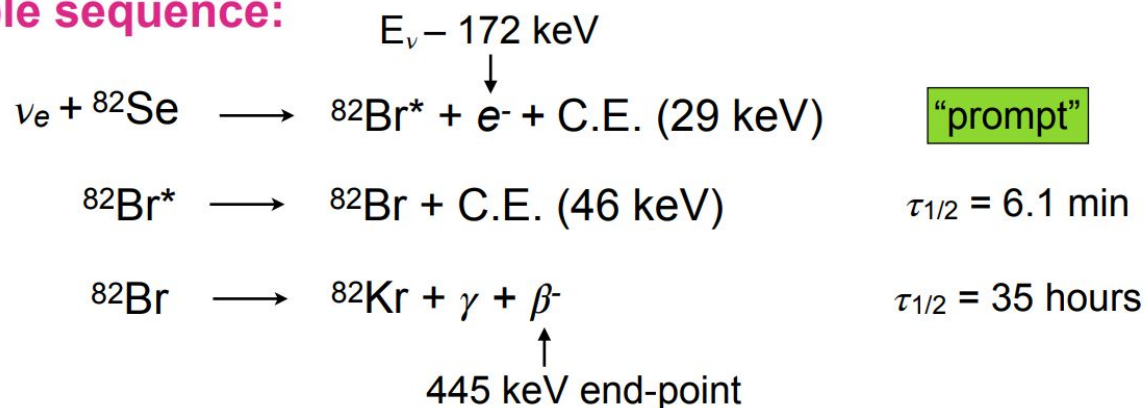 le sequence:
Eν – 172 keV
↓
νe + ⁸²Se ⟶ ⁸²Br* + e⁻ + C.E. (29 keV) “prompt”
⁸²Br* ⟶ ⁸²Br + C.E. (46 keV) τ1/2 = 6.1 min
⁸²Br ⟶ ⁸²Kr + γ + β⁻ τ1/2 = 35 hours
↑
445 keV end-point